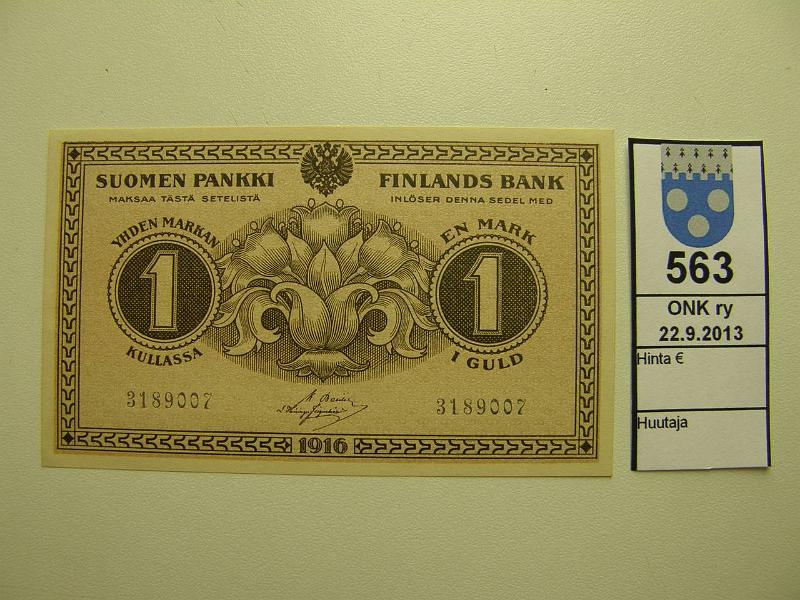 SUOMEN PANKKI
MAKSAA TÄSTÄ SETELISTÄ
FINLANDS BANK
INLÖSER DENNA SEDEL MED
YHDEN MARKAN
1
KULLASSA
EN MARK
1
I GULD
3189007
3189007
1916
563
ONK ry
22.9.2013
Hinta €
Huutaja